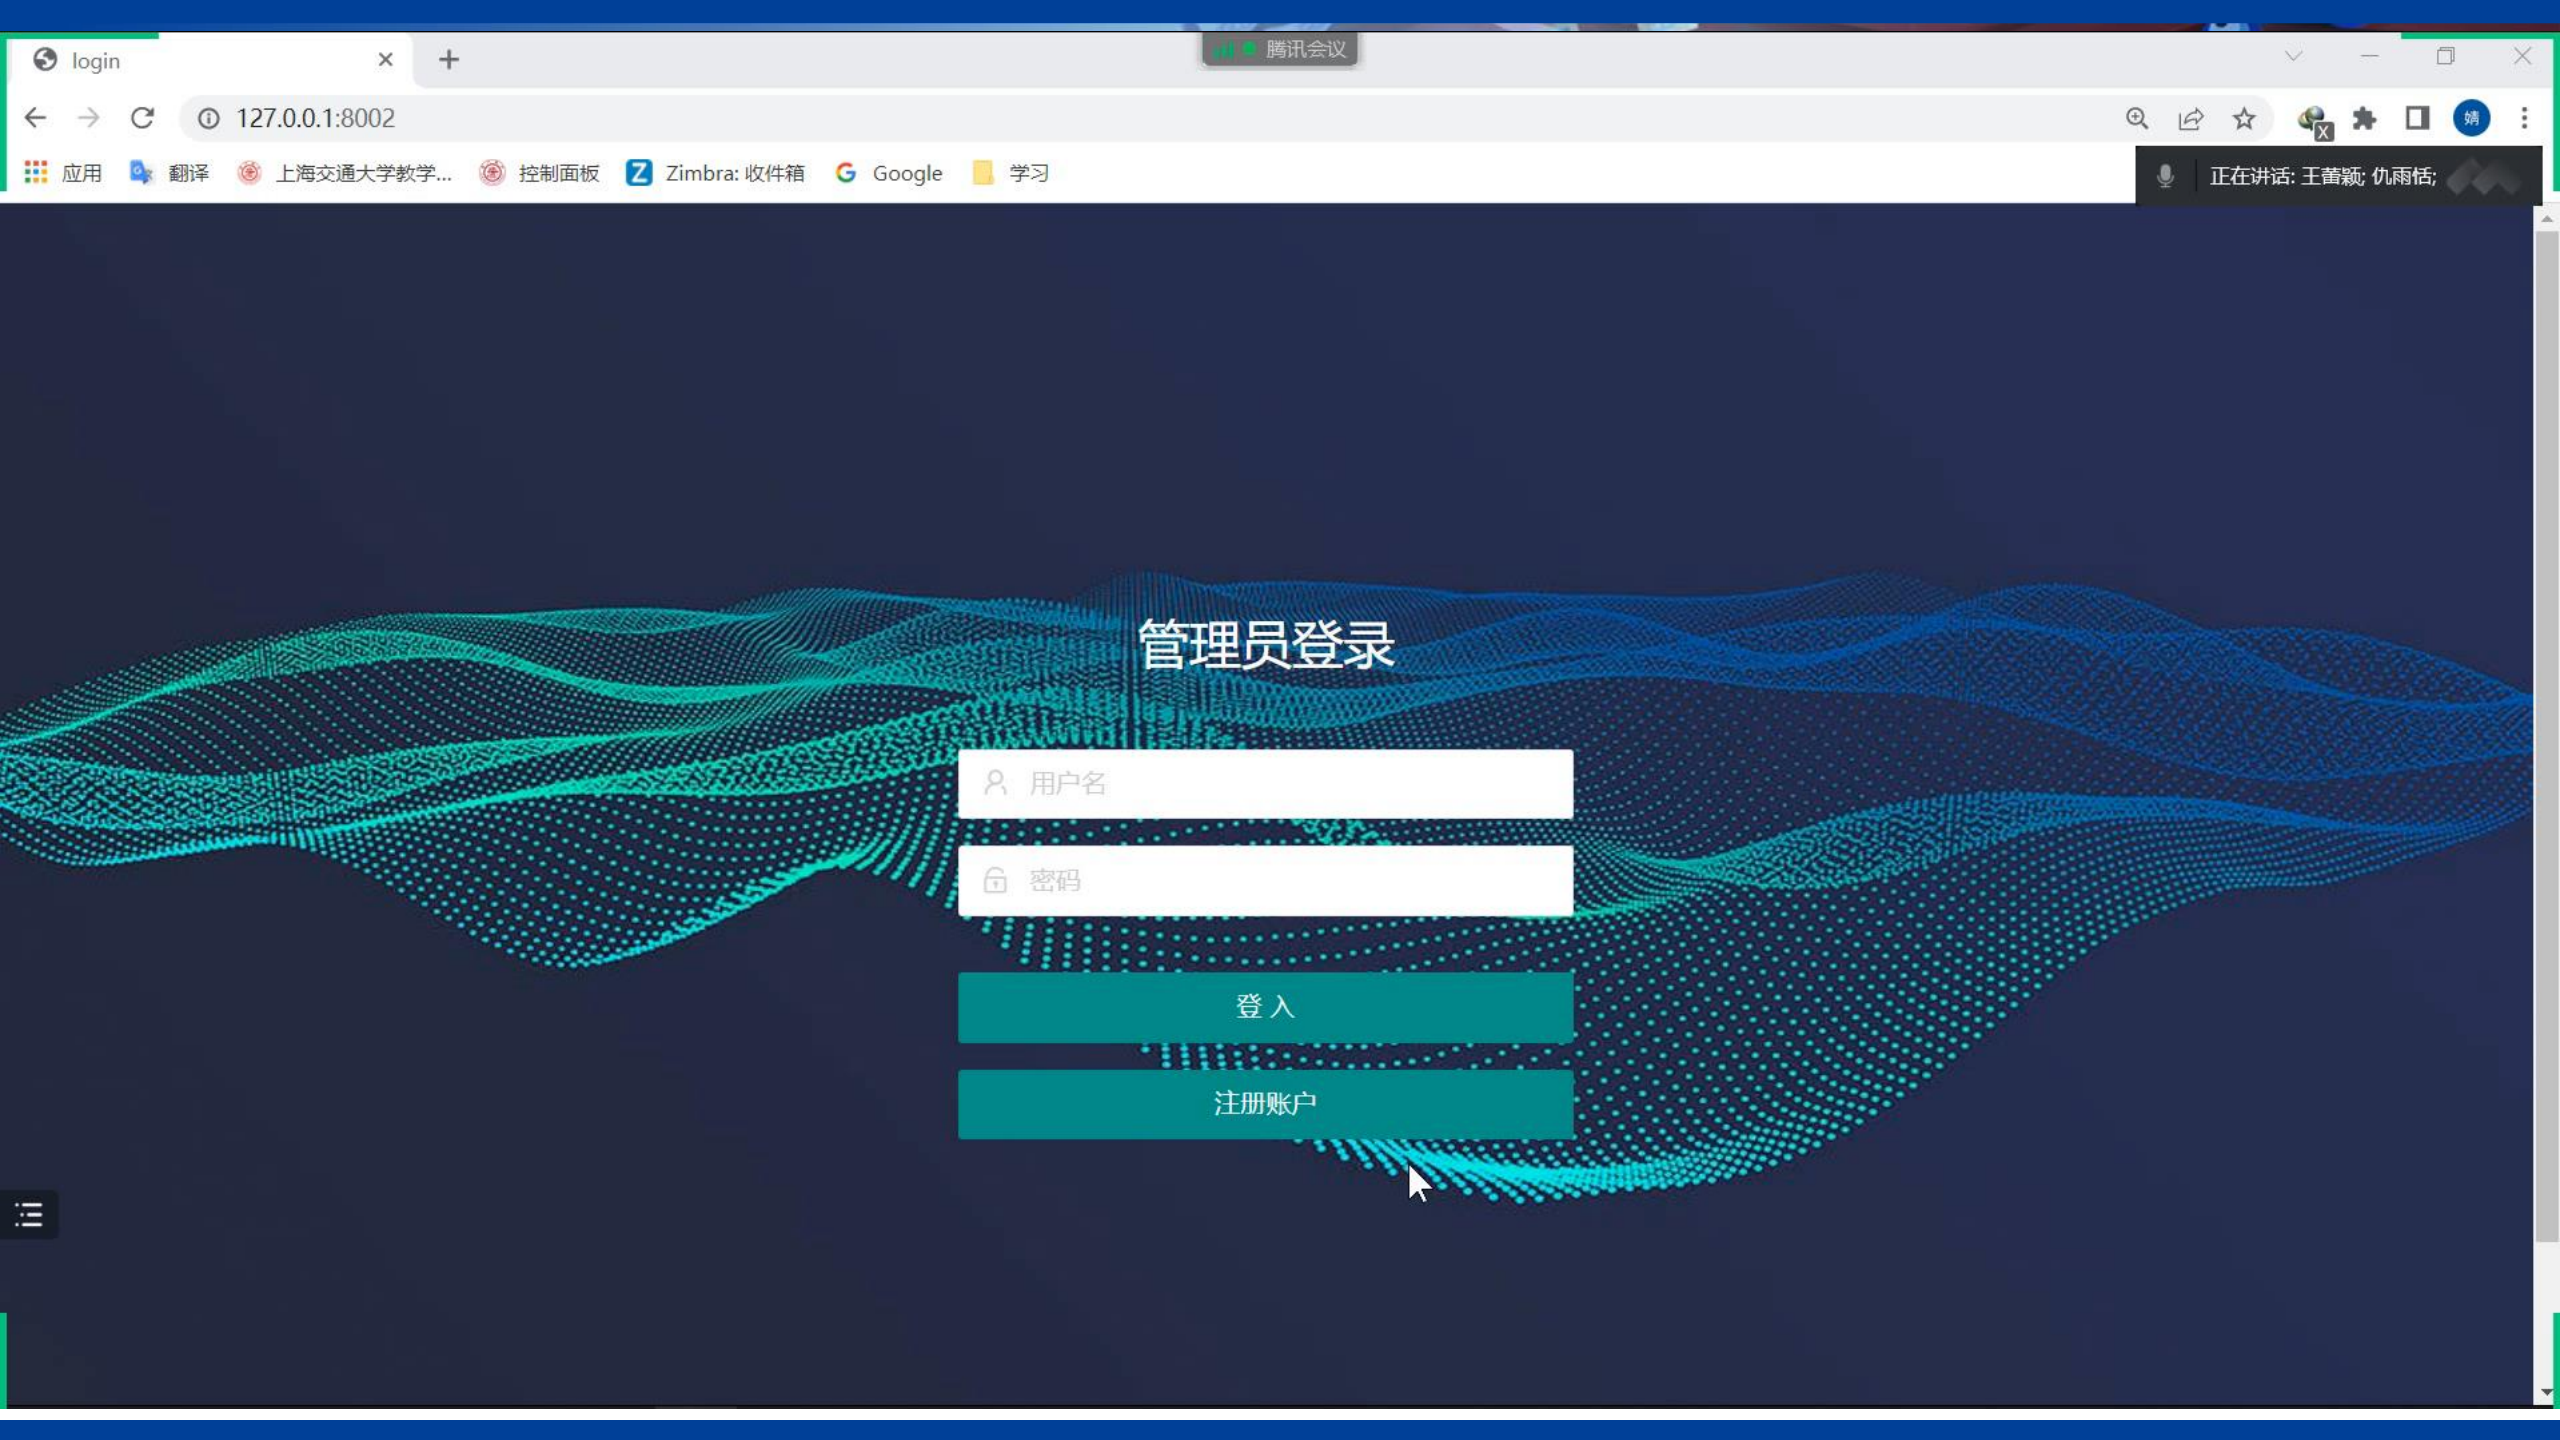 login
腾讯会议
127.0.0.1:8002
婧
应用 翻译 上海交通大学教学... 控制面板 Zimbra: 收件箱 Google 学习
正在讲话: 王蕾颖; 仇雨恬;
管理员登录
用户名
密码
登 入
注册账户